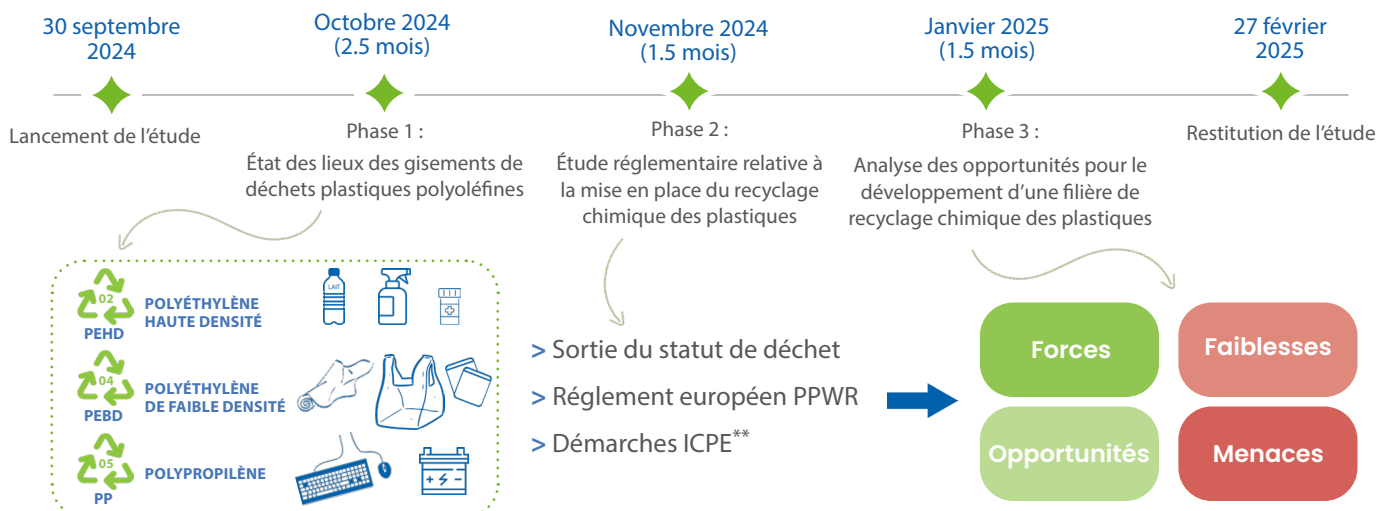 30 septembre
2024
Octobre 2024
(2.5 mois)
Novembre 2024
(1.5 mois)
Janvier 2025
(1.5 mois)
27 février
2025
Lancement de l'étude
Phase 1 :
État des lieux des gisements de
déchets plastiques polyoléfines
Phase 2 :
Étude réglementaire relative à
la mise en place du recyclage
chimique des plastiques
Phase 3 :
Analyse des opportunités pour le
développement d'une filière de
recyclage chimique des plastiques
Restitution de l'étude
02
PEHD
POLYÉTHYLÈNE
HAUTE DENSITÉ
LAIT
04
PEBD
POLYÉTHYLÈNE
DE FAIBLE DENSITÉ
05
PP
POLYPROPILÈNE
> Sortie du statut de déchet
> Réglement européen PPWR
> Démarches ICPE**
Forces
Faiblesses
Opportunités
Menaces